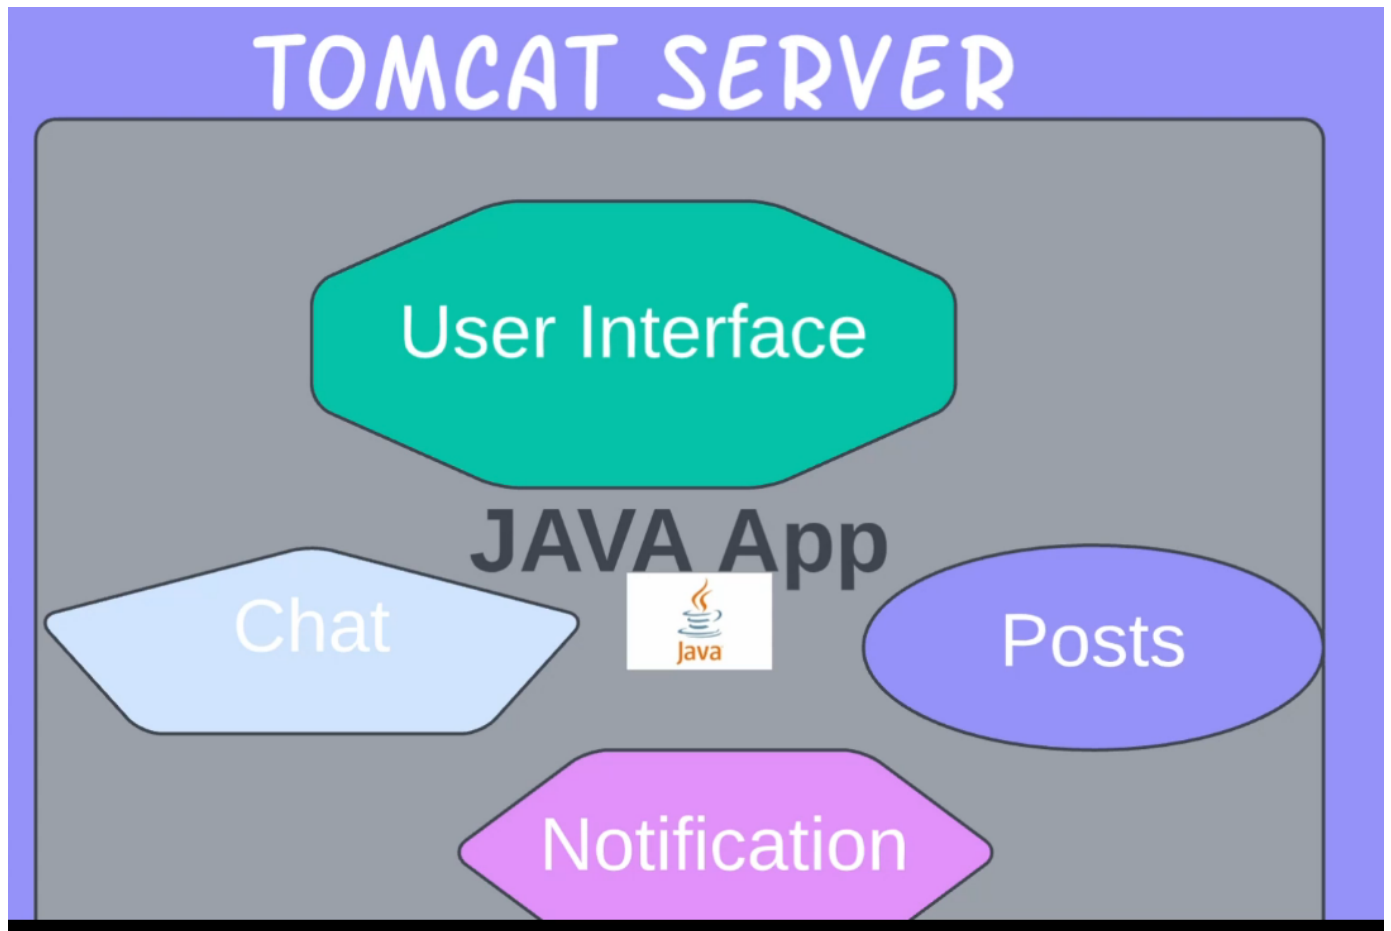 TOMCAT SERVER
User Interface
JAVA App
Chat
Java
Posts
Notification